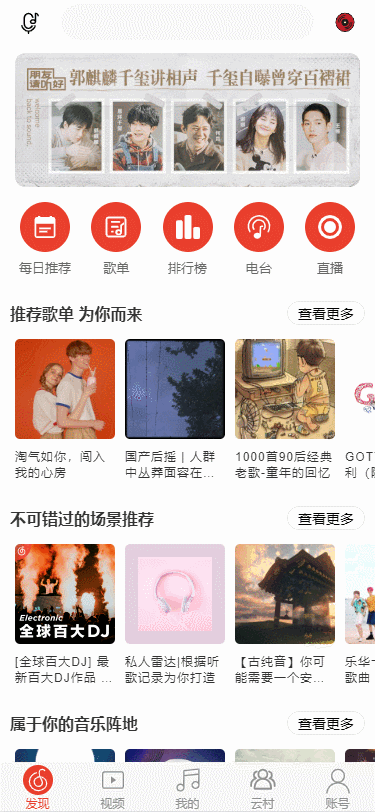 朋友
请听好
郭麒麟千玺讲相声 千玺自曝曾穿百褶裙
welcome
back to sound.
每日推荐
歌单
排行榜
电台
直播
推荐歌单 为你而来
查看更多
淘气如你，闯入
我的心房
国产后摇 | 人群
中丛莽面容在...
1000首90后经典
老歌-童年的回忆
GOT
利（陈
不可错过的场景推荐
查看更多
Electronic
全球百大DJ
[全球百大DJ] 最
新百大DJ作品 ...
私人雷达|根据听
歌记录为你打造
【古纯音】你可
能需要一个安...
乐华十
歌曲
属于你的音乐阵地
查看更多
发现
视频
我的
云村
账号